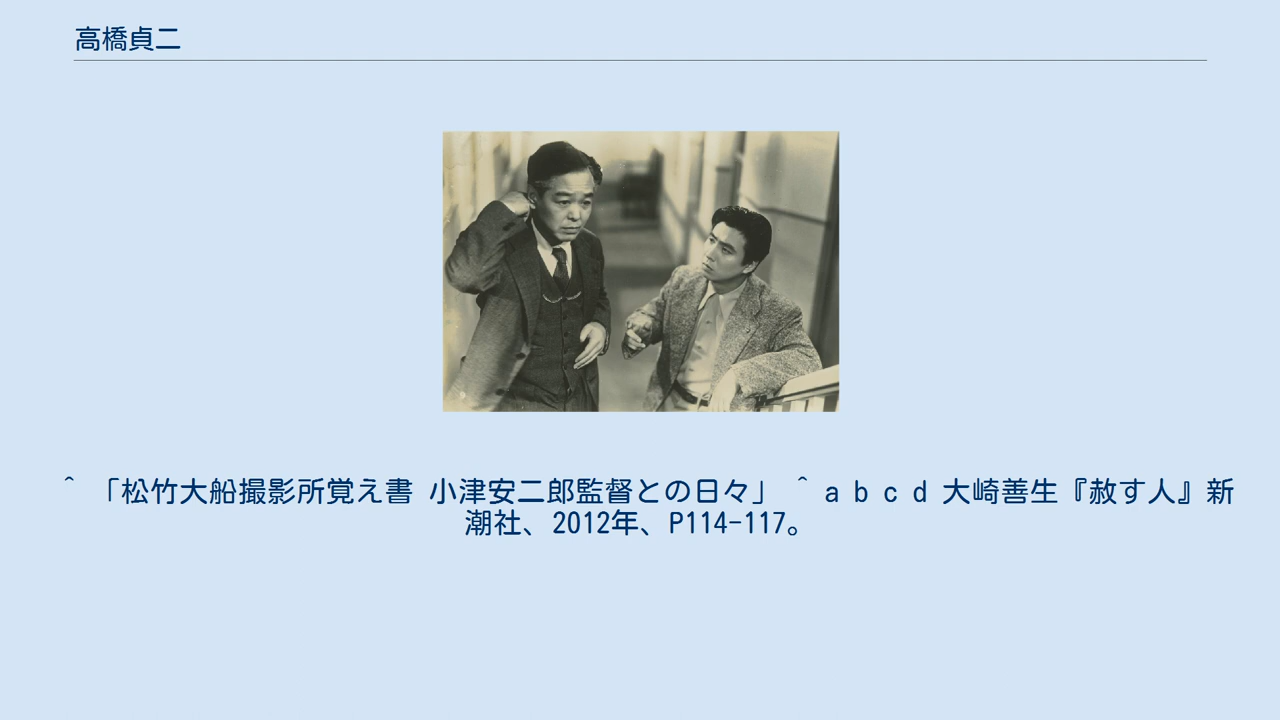 高橋貞二
^ 「松竹大船撮影所覚え書 小津安二郎監督との日々」 ^ a b c d 大崎善生『赦す人』新
潮社、2012年、P114-117。